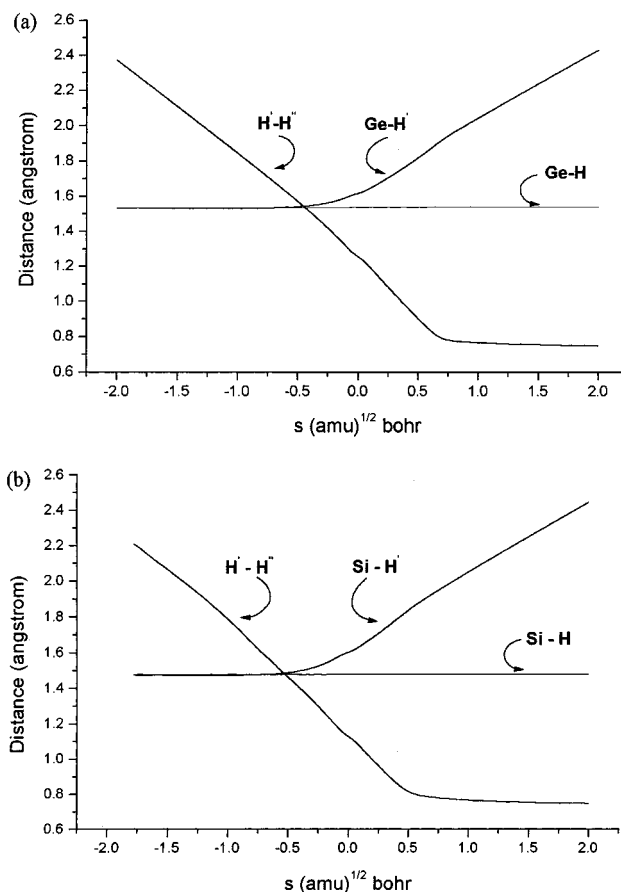 (a)
2.6
2.4
2.2
2.0
1.8
1.6
1.4
1.2
1.0
0.8
0.6
Distance (angstrom)
H'-H"
Ge-H'
Ge-H
-2.0 -1.5 -1.0 -0.5 0.0 0.5 1.0 1.5 2.0
s (amu)^1/2 bohr
(b)
2.6
2.4
2.2
2.0
1.8
1.6
1.4
1.2
1.0
0.8
0.6
Distance (angstrom)
H' - H"
Si - H'
Si - H
-2.0 -1.5 -1.0 -0.5 0.0 0.5 1.0 1.5 2.0
s (amu)^1/2 bohr